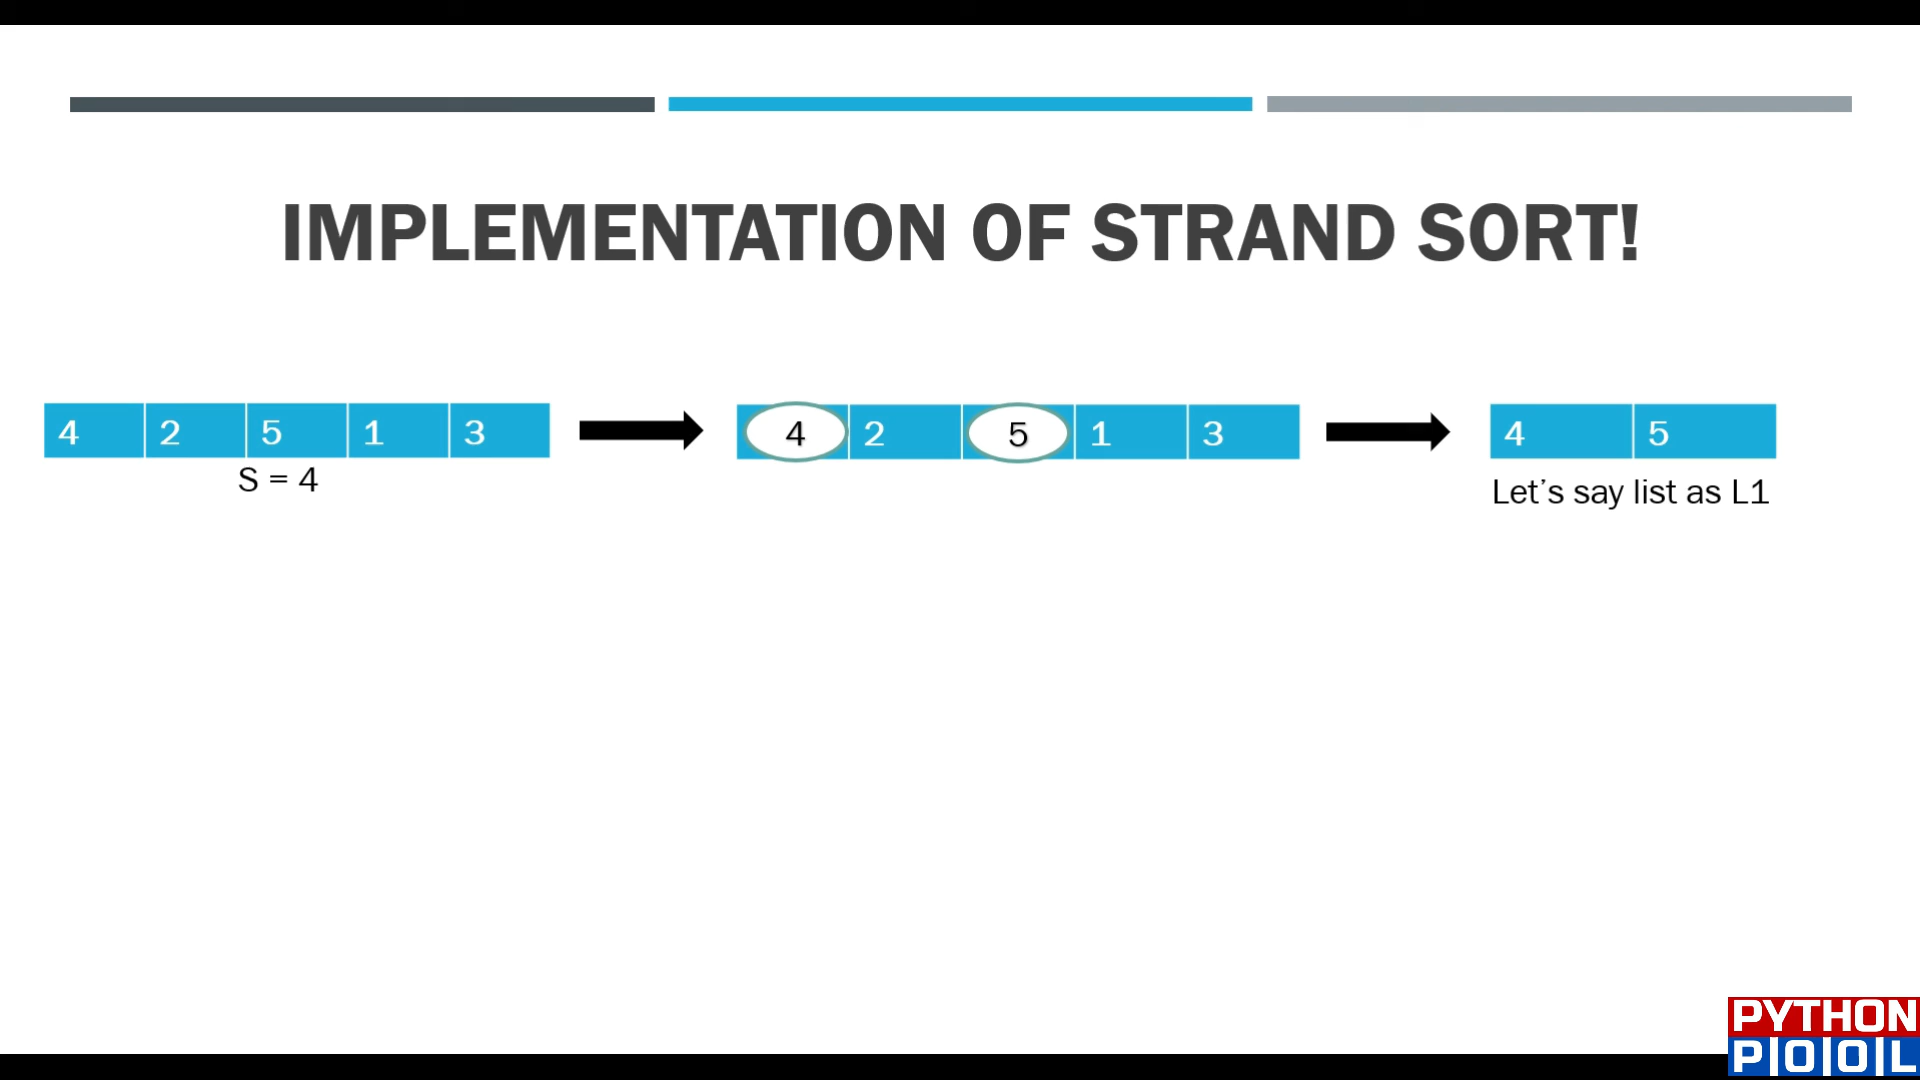 IMPLEMENTATION OF STRAND SORT!
4 2 5 1 3
S = 4
4 2 5 1 3
4 5
Let's say list as L1
PYTHON
POOL